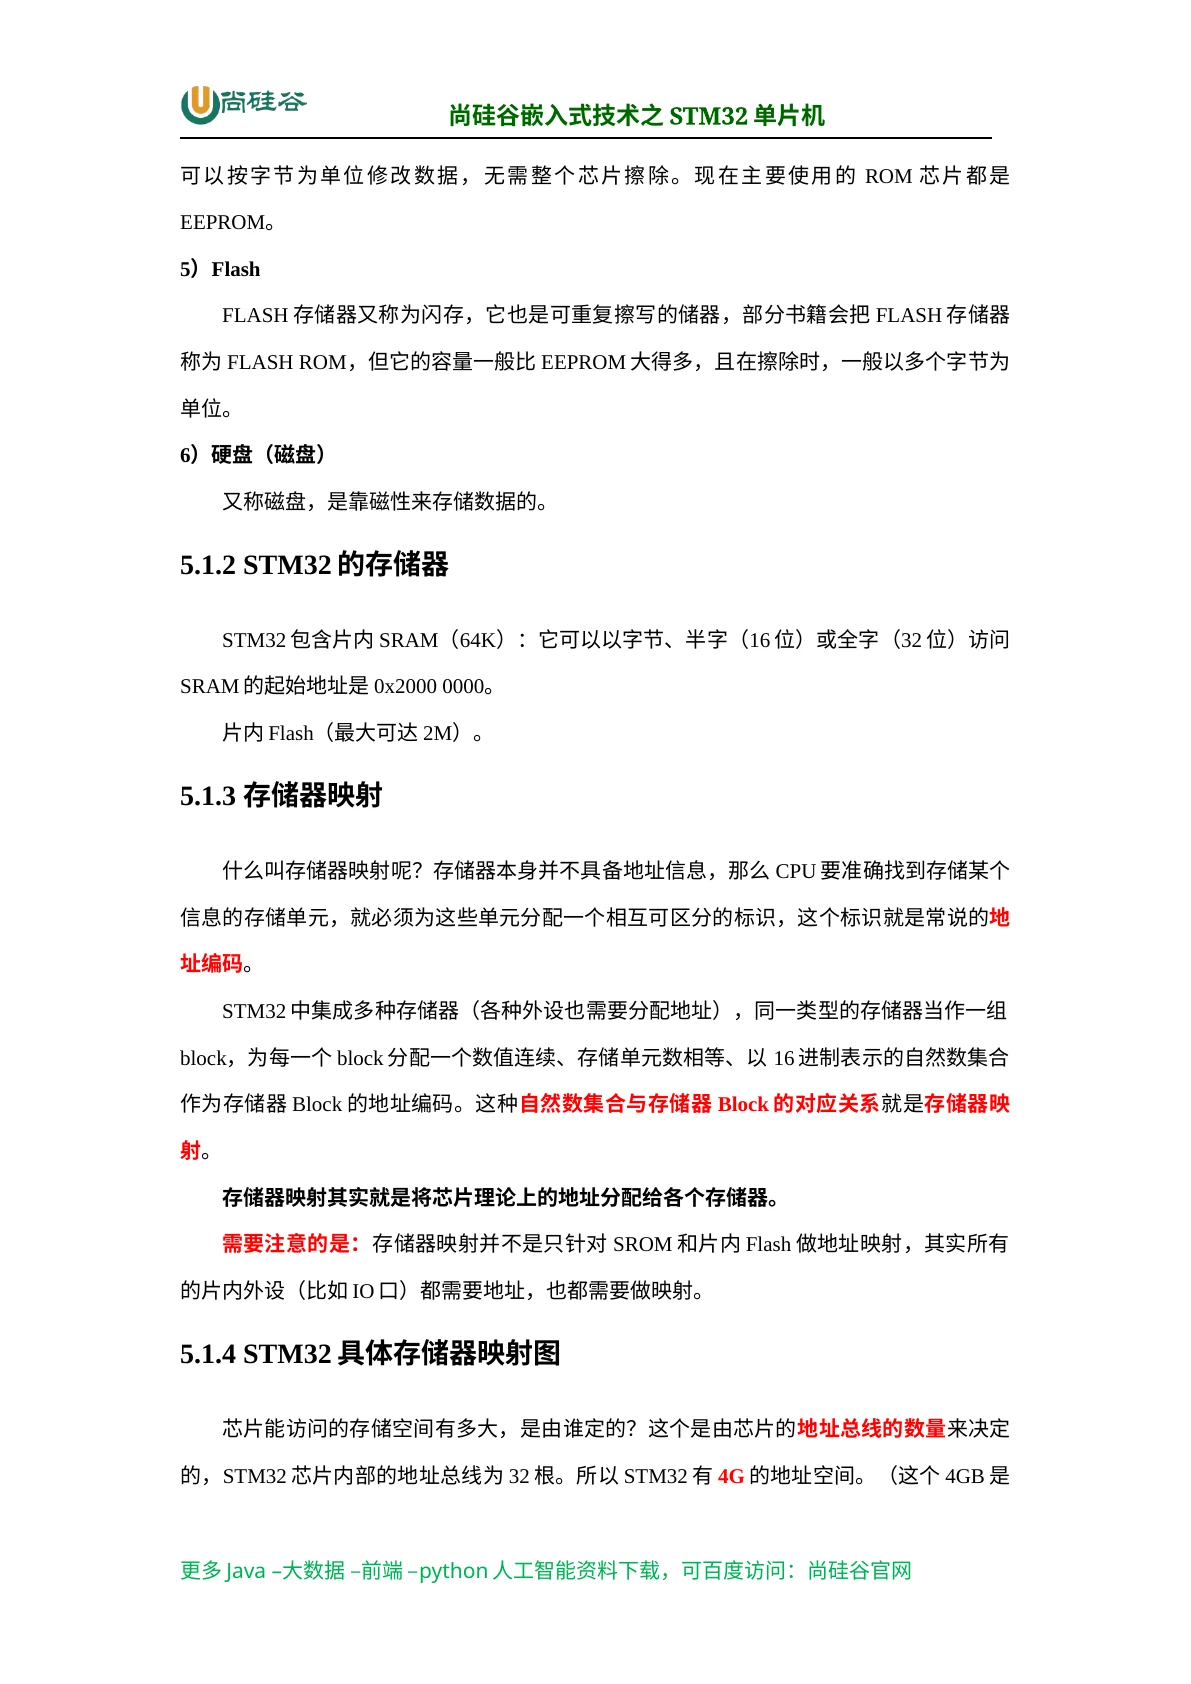 尚硅谷
尚硅谷嵌入式技术之 STM32 单片机
可以按字节为单位修改数据，无需整个芯片擦除。现在主要使用的 ROM 芯片都是
EEPROM。
5）Flash
FLASH 存储器又称为闪存，它也是可重复擦写的储器，部分书籍会把 FLASH 存储器
称为 FLASH ROM，但它的容量一般比 EEPROM 大得多，且在擦除时，一般以多个字节为
单位。
6）硬盘（磁盘）
又称磁盘，是靠磁性来存储数据的。
5.1.2 STM32 的存储器
STM32 包含片内 SRAM（64K）：它可以以字节、半字（16 位）或全字（32 位）访问
SRAM 的起始地址是 0x2000 0000。
片内 Flash（最大可达 2M）。
5.1.3 存储器映射
什么叫存储器映射呢？存储器本身并不具备地址信息，那么 CPU 要准确找到存储某个
信息的存储单元，就必须为这些单元分配一个相互可区分的标识，这个标识就是常说的地
址编码。
STM32 中集成多种存储器（各种外设也需要分配地址），同一类型的存储器当作一组
block，为每一个 block 分配一个数值连续、存储单元数相等、以 16 进制表示的自然数集合
作为存储器 Block 的地址编码。这种自然数集合与存储器 Block 的对应关系就是存储器映
射。
存储器映射其实就是将芯片理论上的地址分配给各个存储器。
需要注意的是：存储器映射并不是只针对 SROM 和片内 Flash 做地址映射，其实所有
的片内外设（比如 IO 口）都需要地址，也都需要做映射。
5.1.4 STM32 具体存储器映射图
芯片能访问的存储空间有多大，是由谁定的？这个是由芯片的地址总线的数量来决定
的，STM32 芯片内部的地址总线为 32 根。所以 STM32 有 4G 的地址空间。（这个 4GB 是
更多 Java –大数据 –前端 –python 人工智能资料下载，可百度访问：尚硅谷官网